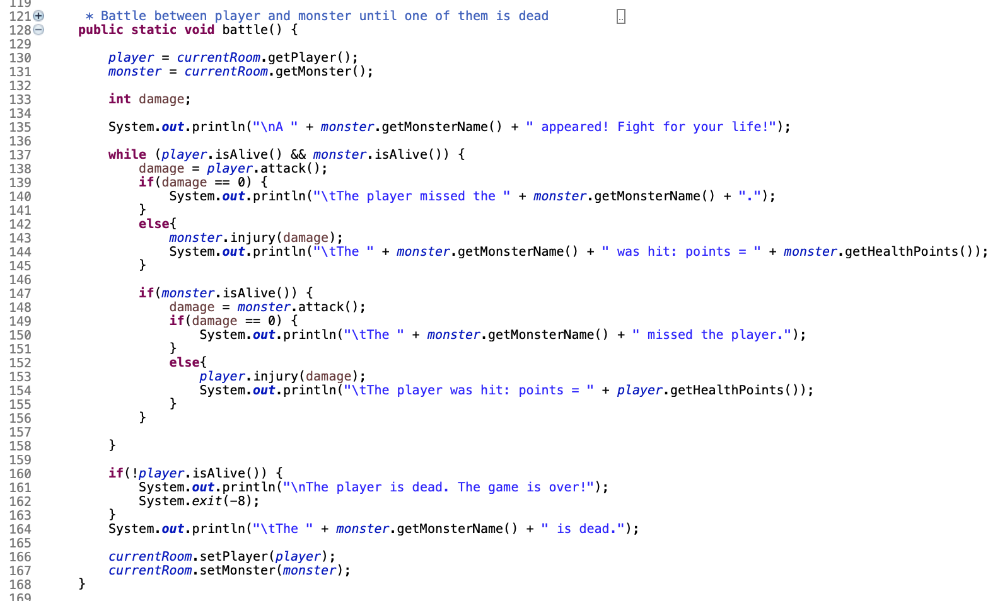 119
121 * Battle between player and monster until one of them is dead
128 public static void battle() {
129
130 player = currentRoom.getPlayer();
131 monster = currentRoom.getMonster();
132
133 int damage;
134
135 System.out.println("\nA " + monster.getMonsterName() + " appeared! Fight for your life!");
136
137 while (player.isAlive() && monster.isAlive()) {
138 damage = player.attack();
139 if(damage == 0) {
140 System.out.println("\tThe player missed the " + monster.getMonsterName() + ".");
141 }
142 else{
143 monster.injury(damage);
144 System.out.println("\tThe " + monster.getMonsterName() + " was hit: points = " + monster.getHealthPoints());
145 }
146
147 if(monster.isAlive()) {
148 damage = monster.attack();
149 if(damage == 0) {
150 System.out.println("\tThe " + monster.getMonsterName() + " missed the player.");
151 }
152 else{
153 player.injury(damage);
154 System.out.println("\tThe player was hit: points = " + player.getHealthPoints());
155 }
156 }
157
158 }
159
160 if(!player.isAlive()) {
161 System.out.println("\nThe player is dead. The game is over!");
162 System.exit(-8);
163 }
164 System.out.println("\tThe " + monster.getMonsterName() + " is dead.");
165
166 currentRoom.setPlayer(player);
167 currentRoom.setMonster(monster);
168 }
169